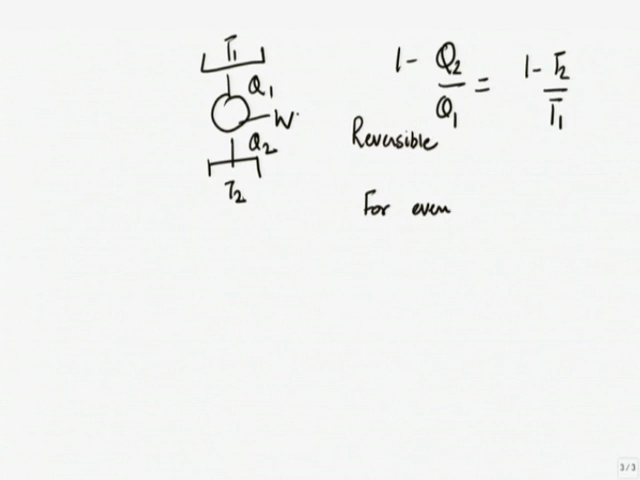 T₁
Q₁
W
Q₂
T₂
1 - Q₂/Q₁ = 1 - T₂/T₁
Reversible
For even
3/3